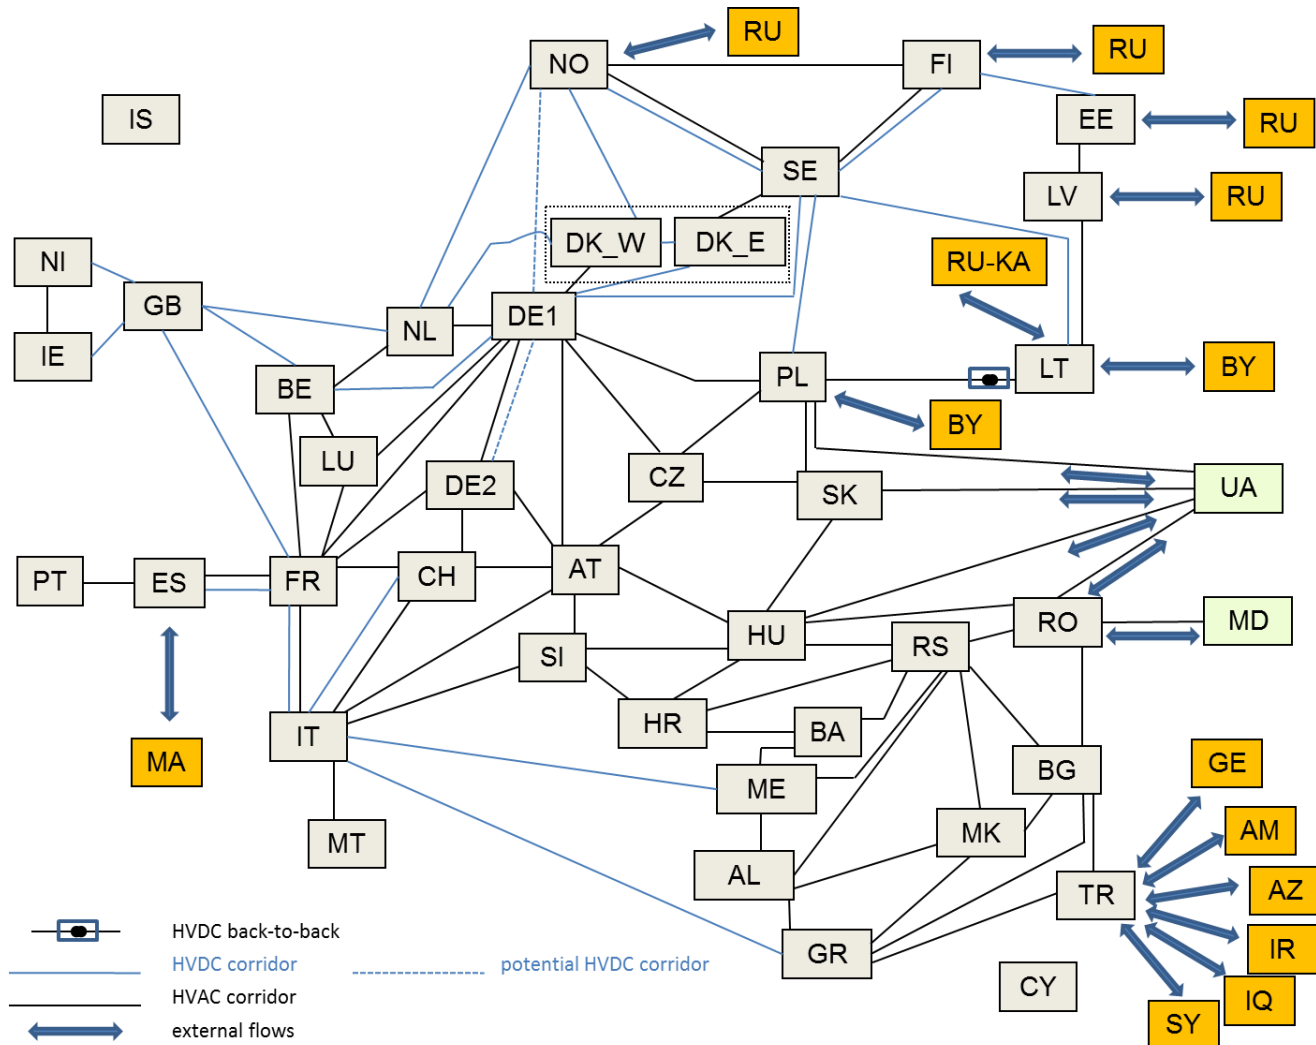 NO
RU
FI
RU
IS
EE
RU
SE
LV
RU
DK_W
DK_E
NI
RU-KA
GB
NL
DE1
IE
LT
BY
BE
PL
BY
LU
CZ
DE2
SK
UA
PT
ES
FR
CH
AT
HU
RO
MD
SI
RS
HR
BA
IT
MA
ME
BG
GE
MT
MK
AM
AL
TR
AZ
HVDC back-to-back
GR
IR
HVDC corridor
potential HVDC corridor
CY
IQ
HVAC corridor
SY
external flows